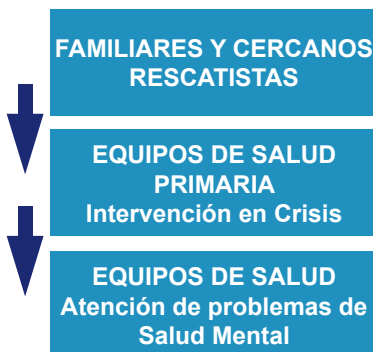 FAMILIARES Y CERCANOS
RESCATISTAS
EQUIPOS DE SALUD
PRIMARIA
Intervención en Crisis
EQUIPOS DE SALUD
Atención de problemas de
Salud Mental